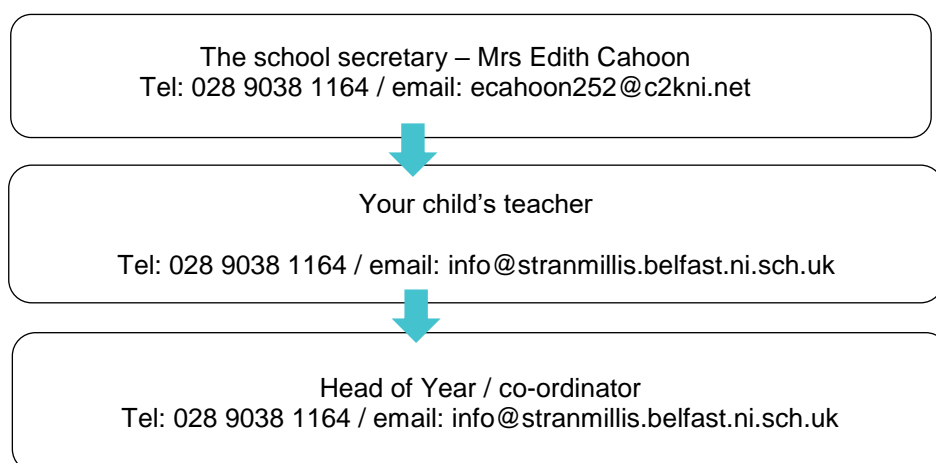 The school secretary – Mrs Edith Cahoon
Tel: 028 9038 1164 / email: ecahoon252@c2kni.net
Your child’s teacher
Tel: 028 9038 1164 / email: info@stranmillis.belfast.ni.sch.uk
Head of Year / co-ordinator
Tel: 028 9038 1164 / email: info@stranmillis.belfast.ni.sch.uk